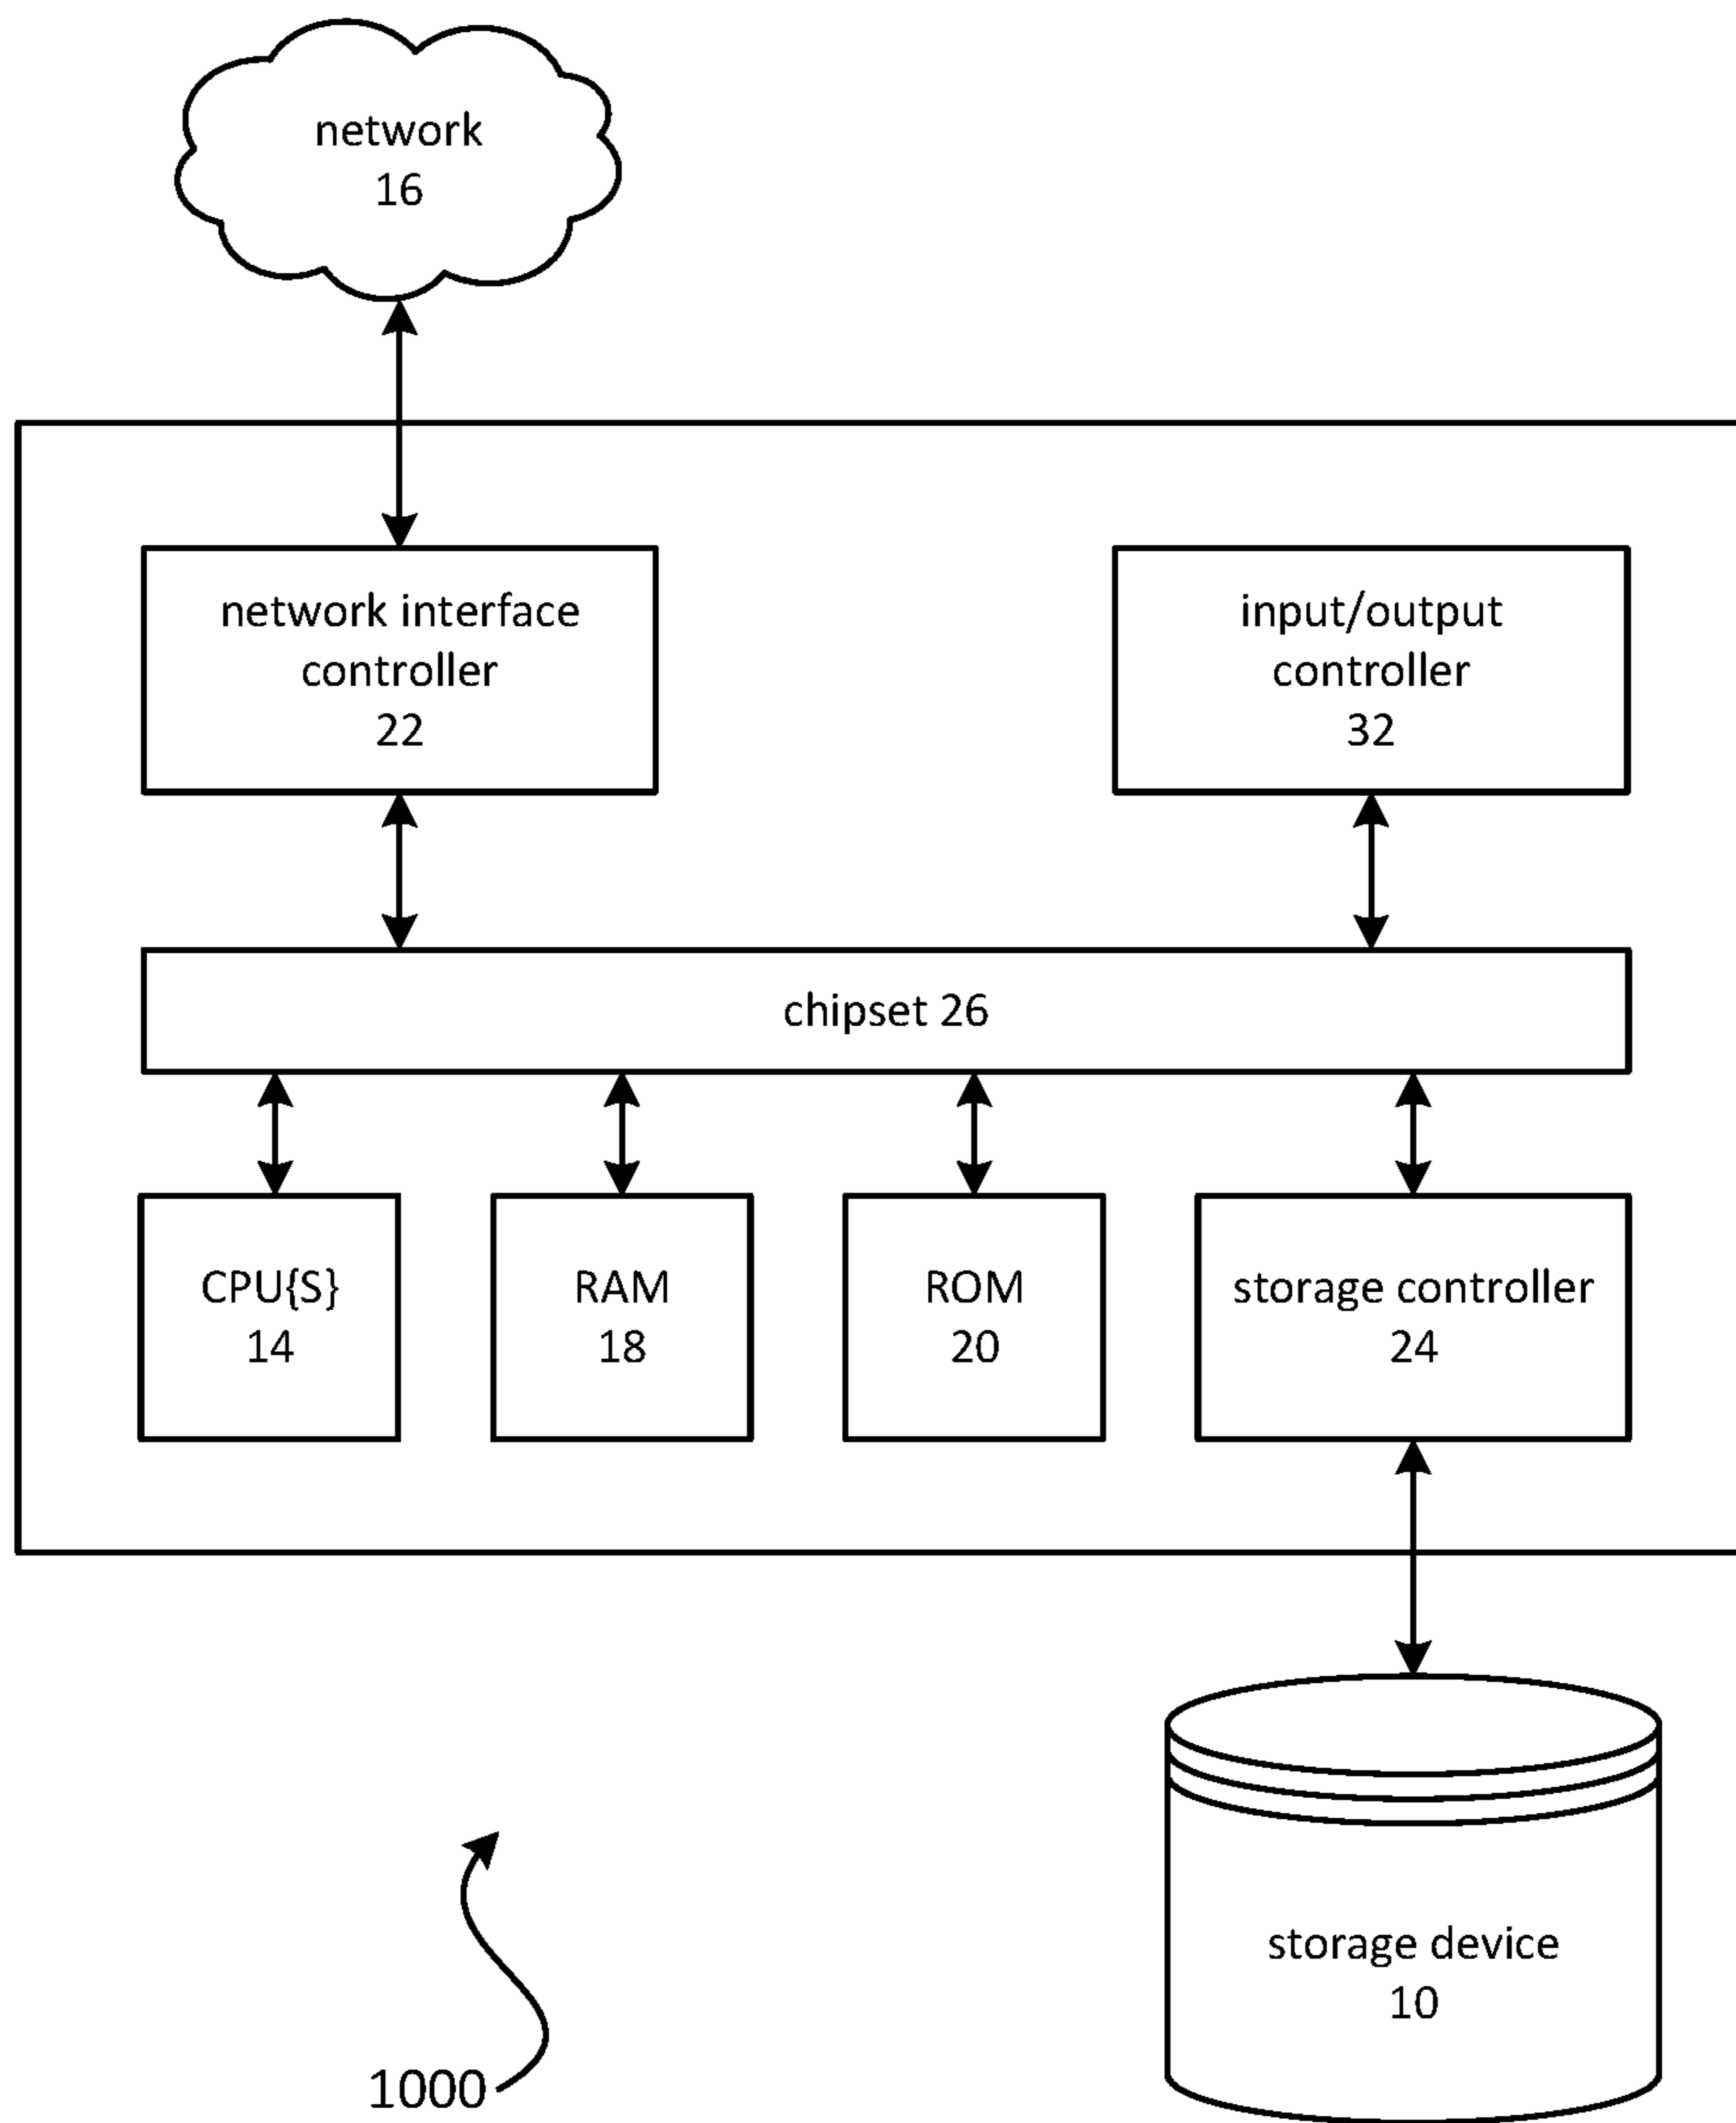 network
16
network interface
controller
22
input/output
controller
32
chipset 26
CPU{S}
14
RAM
18
ROM
20
storage controller
24
storage device
10
1000